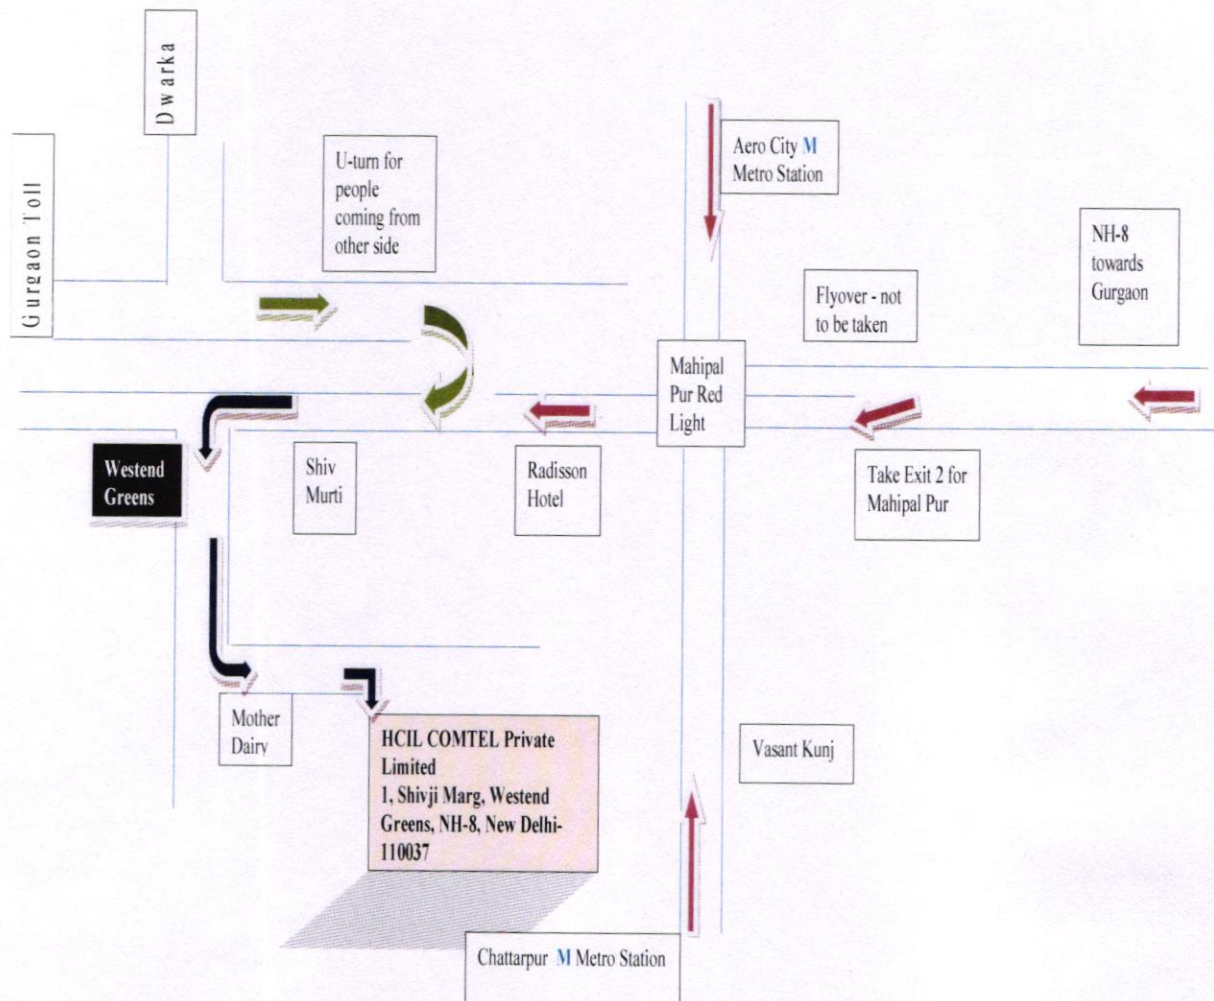 Dwarka
Gurgaon Toll
U-turn for
people
coming from
other side
Aero City M
Metro Station
NH-8
towards
Gurgaon
Flyover - not
to be taken
Mahipal
Pur Red
Light
Westend
Greens
Shiv
Murti
Radisson
Hotel
Take Exit 2 for
Mahipal Pur
Mother
Dairy
HCIL COMTEL Private
Limited
1, Shivji Marg, Westend
Greens, NH-8, New Delhi-
110037
Vasant Kunj
Chattarpur M Metro Station